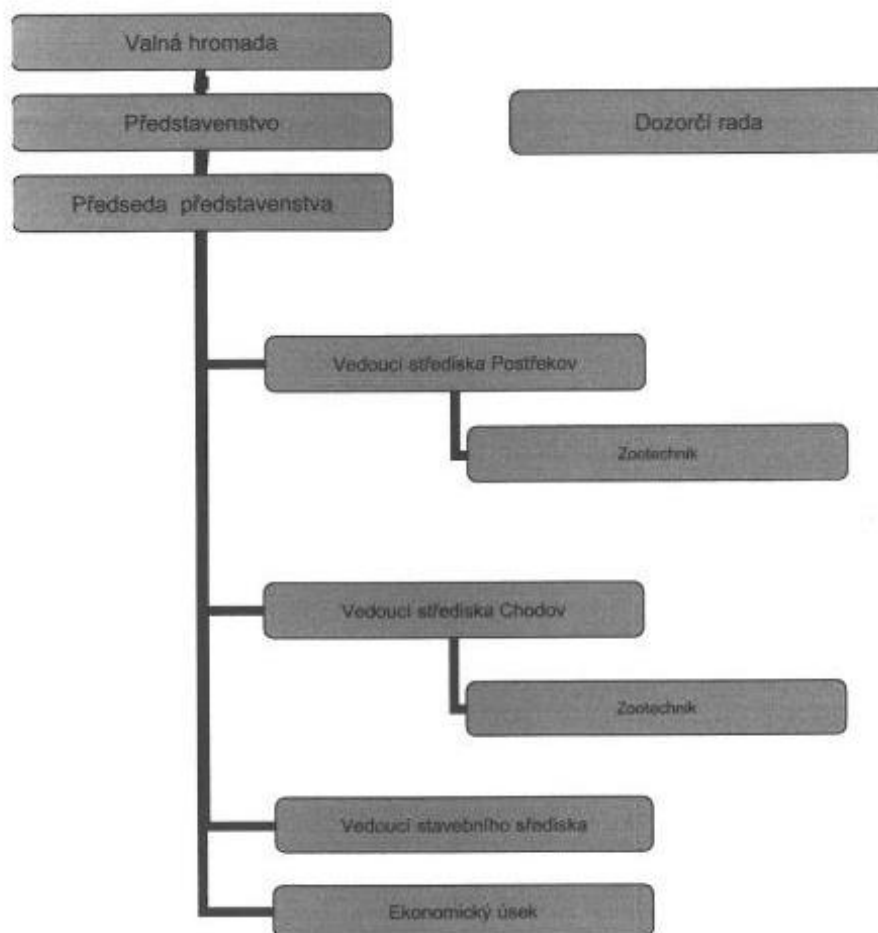 Valná hromada
Představenstvo
Dozorčí rada
Předseda představenstva
Vedoucí střediska Postřekov
Zootechnik
Vedoucí střediska Chodov
Zootechnik
Vedoucí stavebního sřediska
Ekonomický úsek